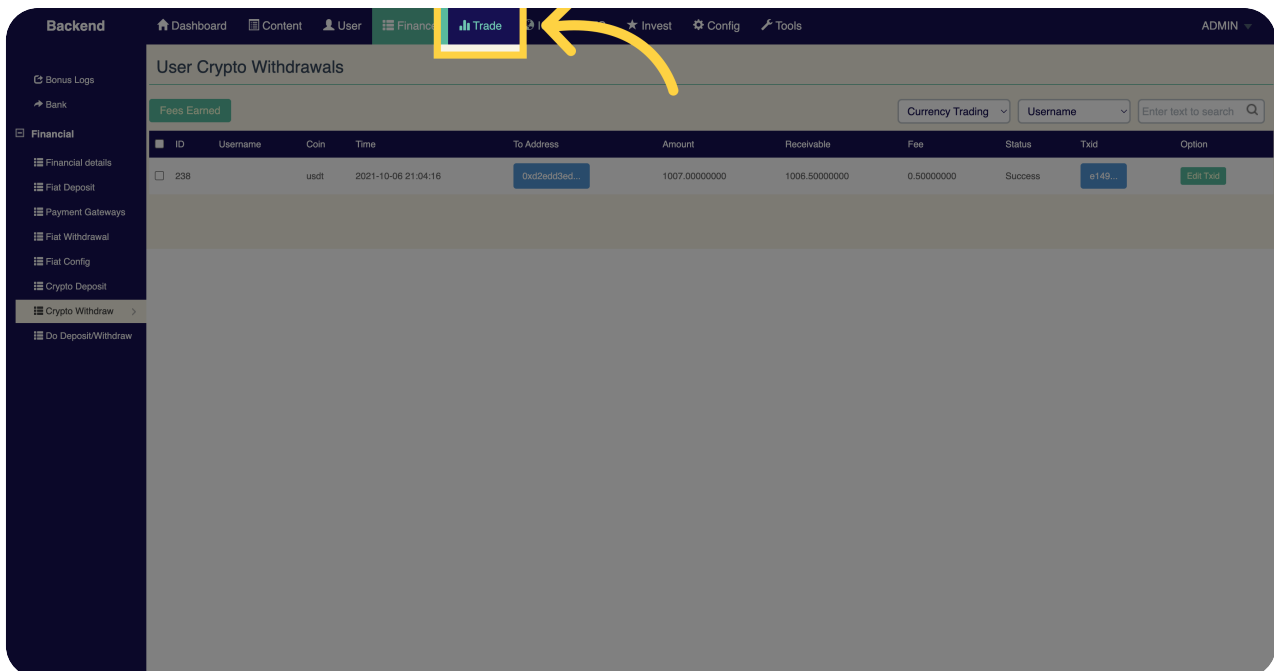 Backend
Dashboard Content User Finance Trade Invest Config Tools ADMIN
User Crypto Withdrawals
Bonus Logs
Bank
Financial
Financial details
Fiat Deposit
Payment Gateways
Fiat Withdrawal
Fiat Config
Crypto Deposit
Crypto Withdraw
Do Deposit/Withdraw
Fees Earned
Currency Trading Username Enter text to search
ID Username Coin Time To Address Amount Receivable Fee Status Txid Option
238 usdt 2021-10-06 21:04:16 0xd2edd3ed... 1007.00000000 1006.50000000 0.50000000 Success e149... Edit Txid